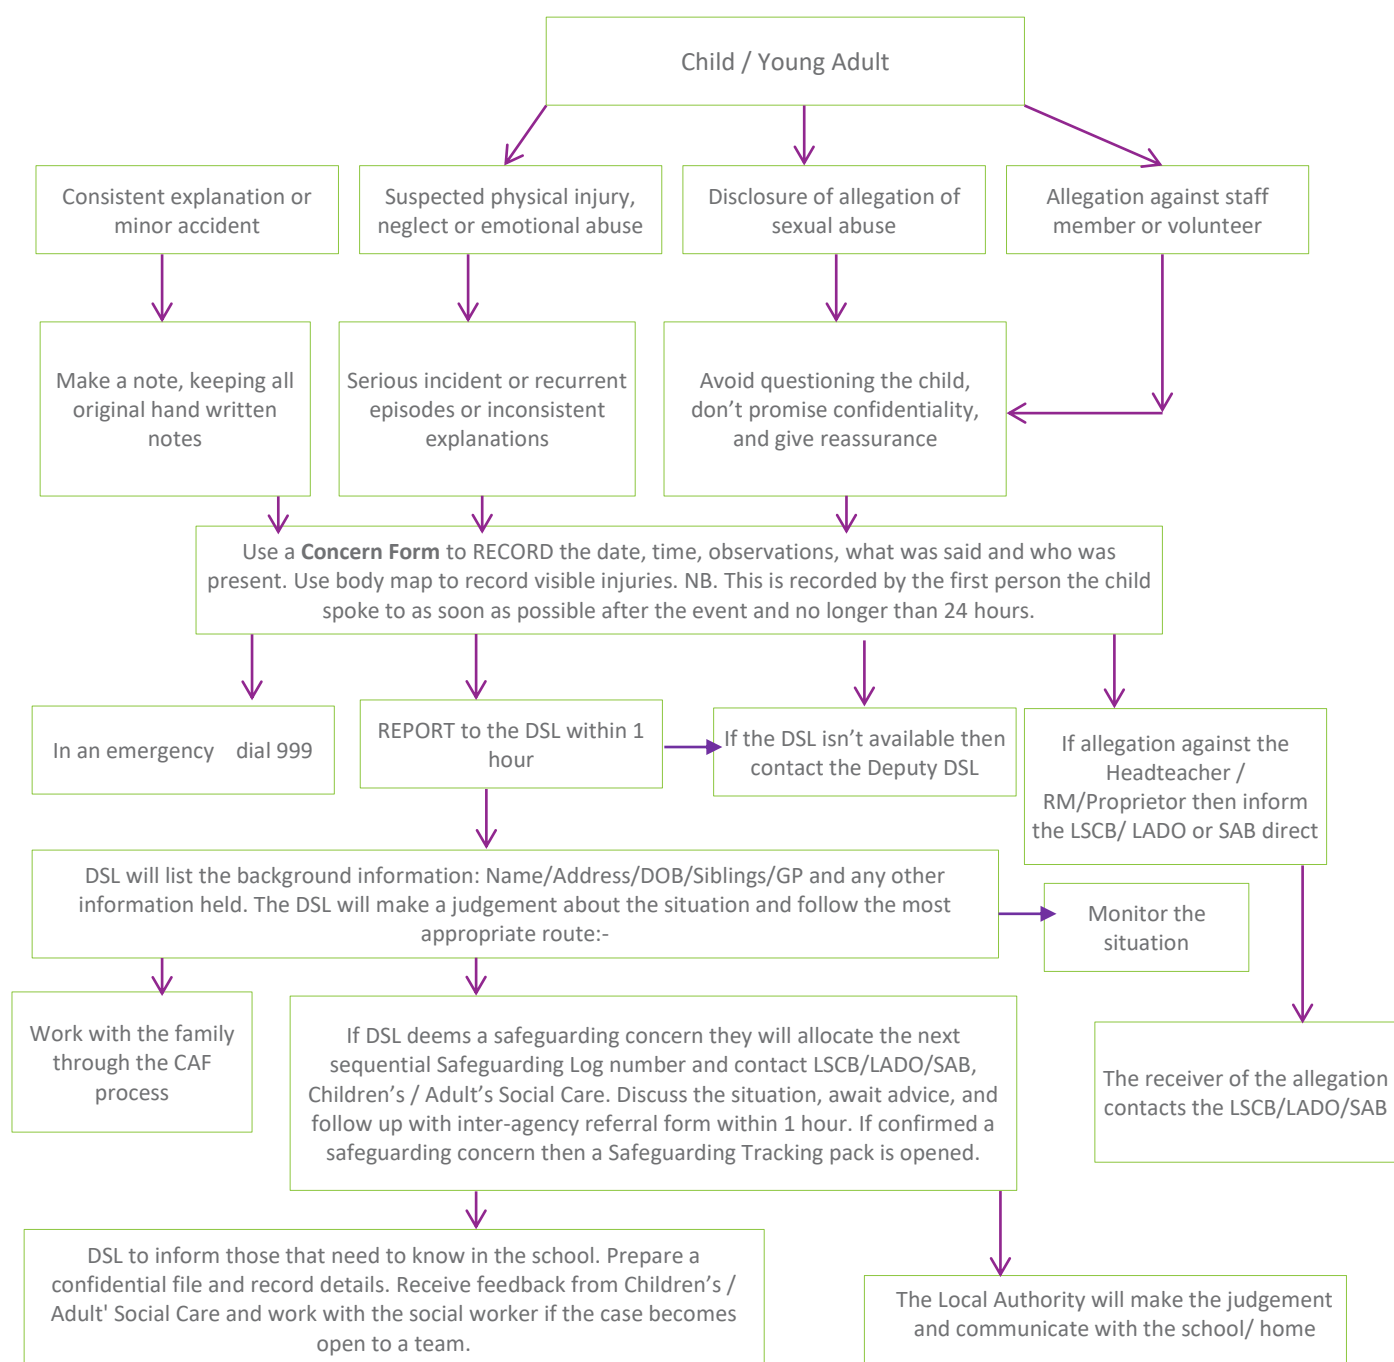 Child / Young Adult
Consistent explanation or
minor accident
Suspected physical injury,
neglect or emotional abuse
Disclosure of allegation of
sexual abuse
Allegation against staff
member or volunteer
Make a note, keeping all
original hand written
notes
Serious incident or recurrent
episodes or inconsistent
explanations
Avoid questioning the child,
don’t promise confidentiality,
and give reassurance
Use a Concern Form to RECORD the date, time, observations, what was said and who was
present. Use body map to record visible injuries. NB. This is recorded by the first person the child
spoke to as soon as possible after the event and no longer than 24 hours.
In an emergency dial 999
REPORT to the DSL within 1
hour
If the DSL isn’t available then
contact the Deputy DSL
If allegation against the
Headteacher /
RM/Proprietor then inform
the LSCB/ LADO or SAB direct
DSL will list the background information: Name/Address/DOB/Siblings/GP and any other
information held. The DSL will make a judgement about the situation and follow the most
appropriate route:-
Monitor the
situation
Work with the family
through the CAF
process
If DSL deems a safeguarding concern they will allocate the next
sequential Safeguarding Log number and contact LSCB/LADO/SAB,
Children’s / Adult’s Social Care. Discuss the situation, await advice, and
follow up with inter-agency referral form within 1 hour. If confirmed a
safeguarding concern then a Safeguarding Tracking pack is opened.
The receiver of the allegation
contacts the LSCB/LADO/SAB
DSL to inform those that need to know in the school. Prepare a
confidential file and record details. Receive feedback from Children’s /
Adult' Social Care and work with the social worker if the case becomes
open to a team.
The Local Authority will make the judgement
and communicate with the school/ home